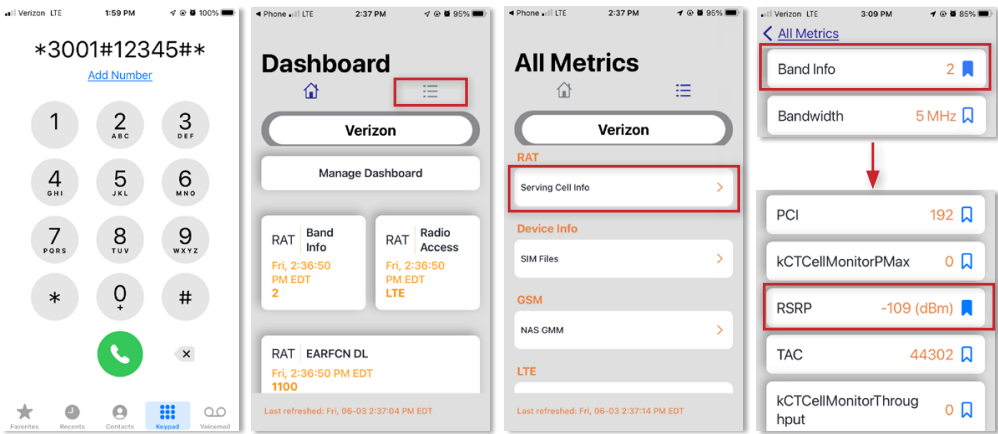 Verizon LTE 1:59 PM 100%
*3001#12345#*
Add Number
1 2 3
ABC DEF
4 5 6
GHI JKL MNO
7 8 9
PQRS TUV WXYZ
* 0 #
+
Favorites Recents Contacts Keypad Voicemail
Phone LTE 2:37 PM 95%
Dashboard
Verizon
Manage Dashboard
RAT Band Info
Fri, 2:36:50
PM EDT
2
RAT Radio Access
Fri, 2:36:50
PM EDT
LTE
RAT EARFCN DL
Fri, 2:36:50 PM EDT
1100
Last refreshed: Fri, 06-03 2:37:04 PM EDT
Phone LTE 2:37 PM 95%
All Metrics
Verizon
RAT
Serving Cell Info
Device Info
SIM Files
GSM
NAS GMM
LTE
Last refreshed: Fri, 06-03 2:37:14 PM EDT
Verizon LTE 3:09 PM 85%
All Metrics
Band Info 2
Bandwidth 5 MHz
PCI 192
kCTCellMonitorPMax 0
RSRP -109 (dBm)
TAC 44302
kCTCellMonitorThroug
hput 0